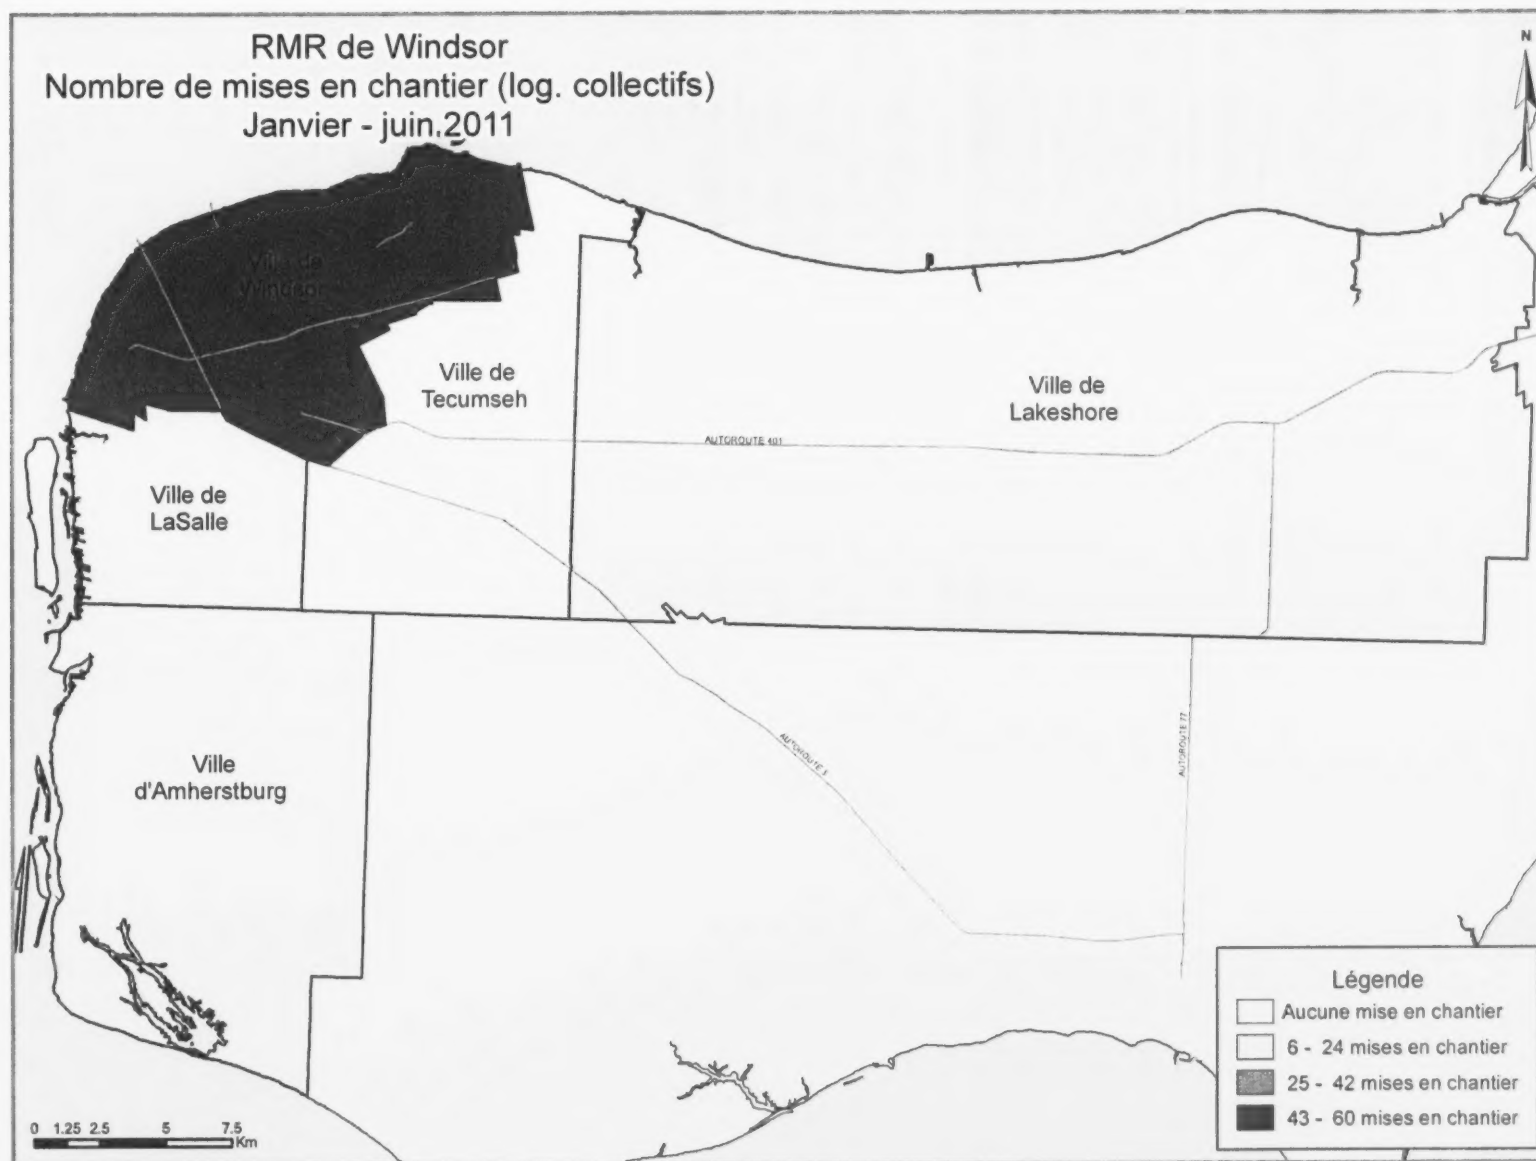 RMR de Windsor
Nombre de mises en chantier (log. collectifs)
Janvier - juin.2011
N
Ville de
Windsor
Ville de
Tecumseh
Ville de
Lakeshore
AUTOROUTE 401
Ville de
LaSalle
Ville
d'Amherstburg
AUTOROUTE 3
AUTOROUTE 77
Légende
Aucune mise en chantier
6 - 24 mises en chantier
25 - 42 mises en chantier
43 - 60 mises en chantier
0 1.25 2.5 5 7.5
Km